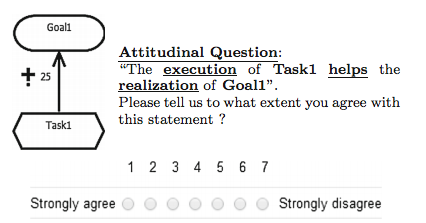 Goal1
25
Task1
Attitudinal Question:
“The execution of Task1 helps the
realization of Goal1”.
Please tell us to what extent you agree with
this statement ?
1 2 3 4 5 6 7
Strongly agree Strongly disagree